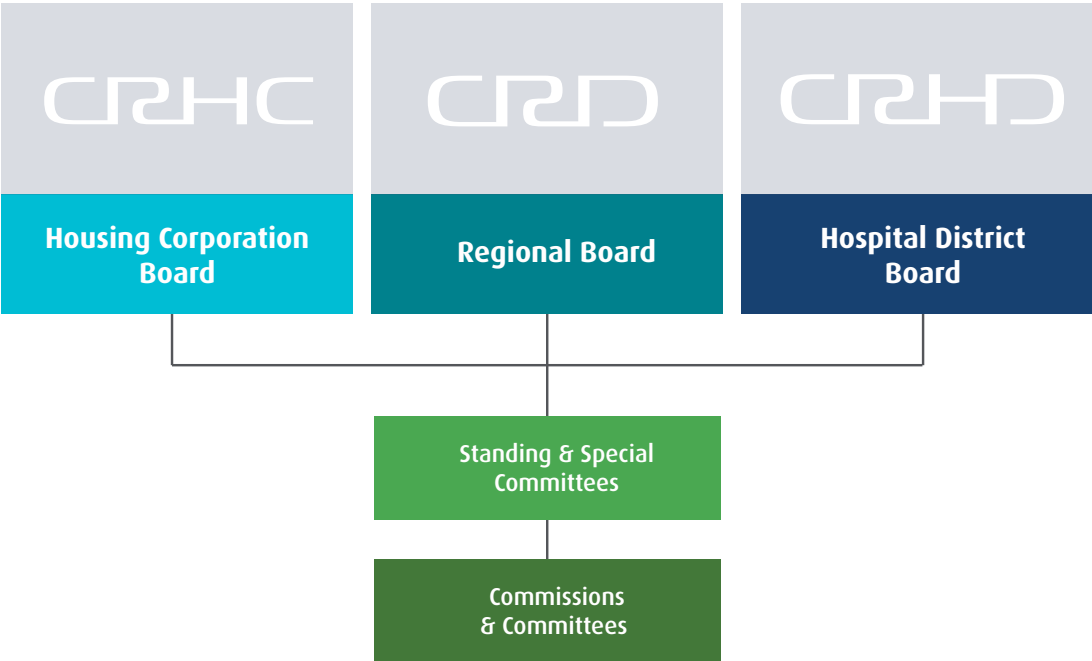 CRHC
CRD
CRHD
Housing Corporation
Board
Regional Board
Hospital District
Board
Standing & Special
Committees
Commissions
& Committees